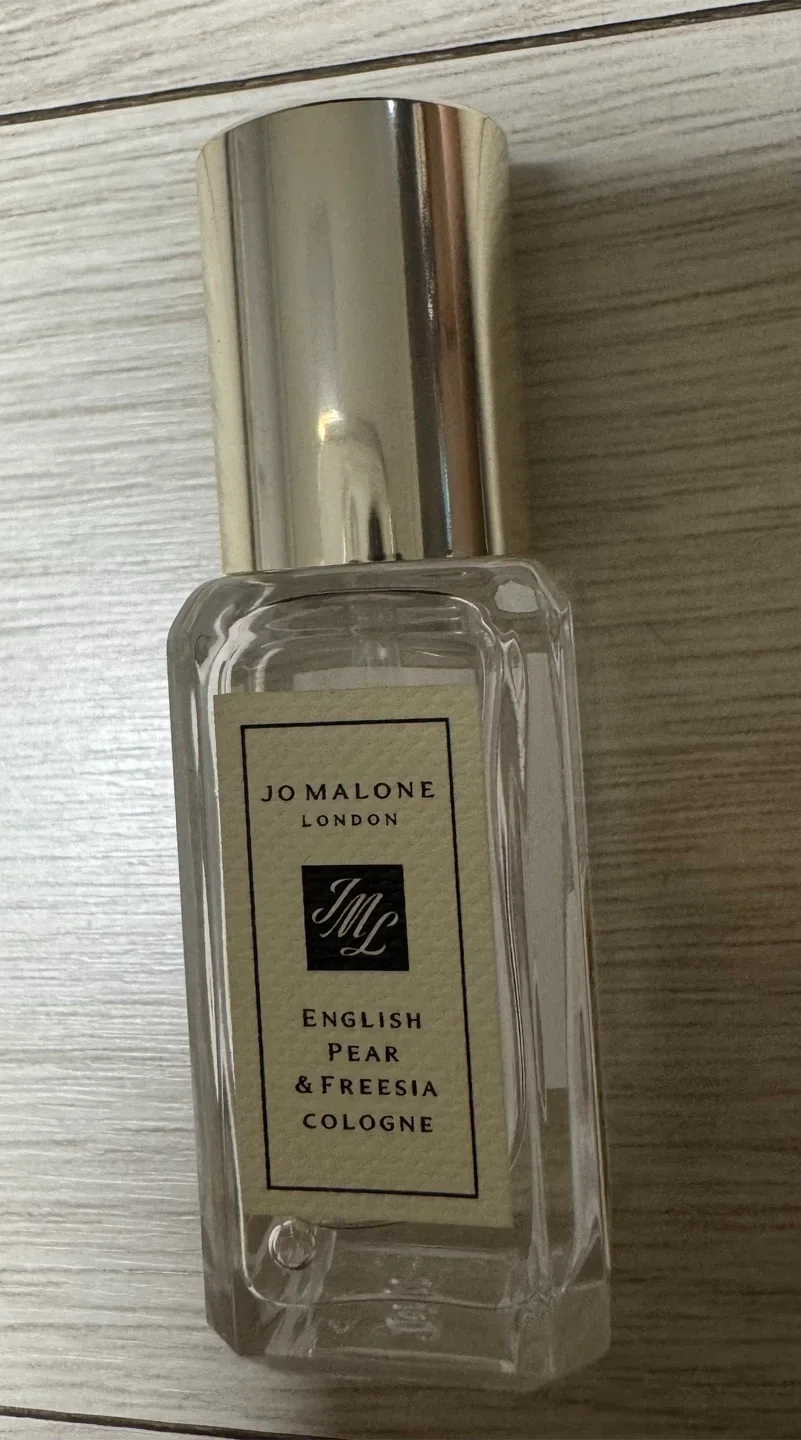 JO MALONE
LONDON
JML
ENGLISH
PEAR
& FREESIA
COLOGNE